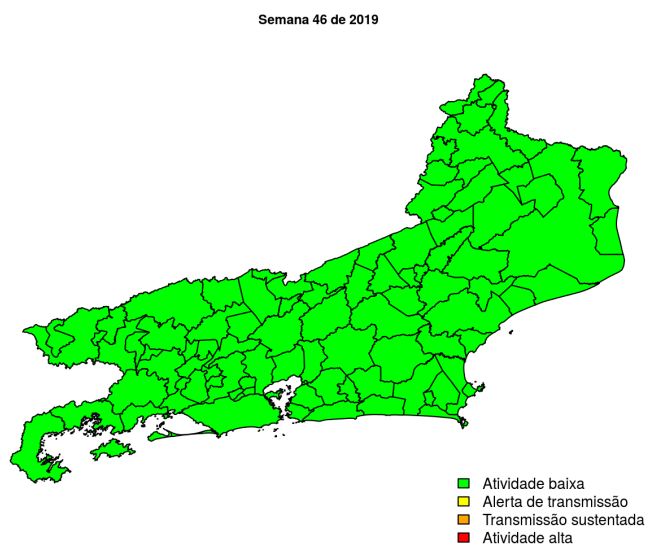 Semana 46 de 2019
Atividade baixa
Alerta de transmissão
Transmissão sustentada
Atividade alta